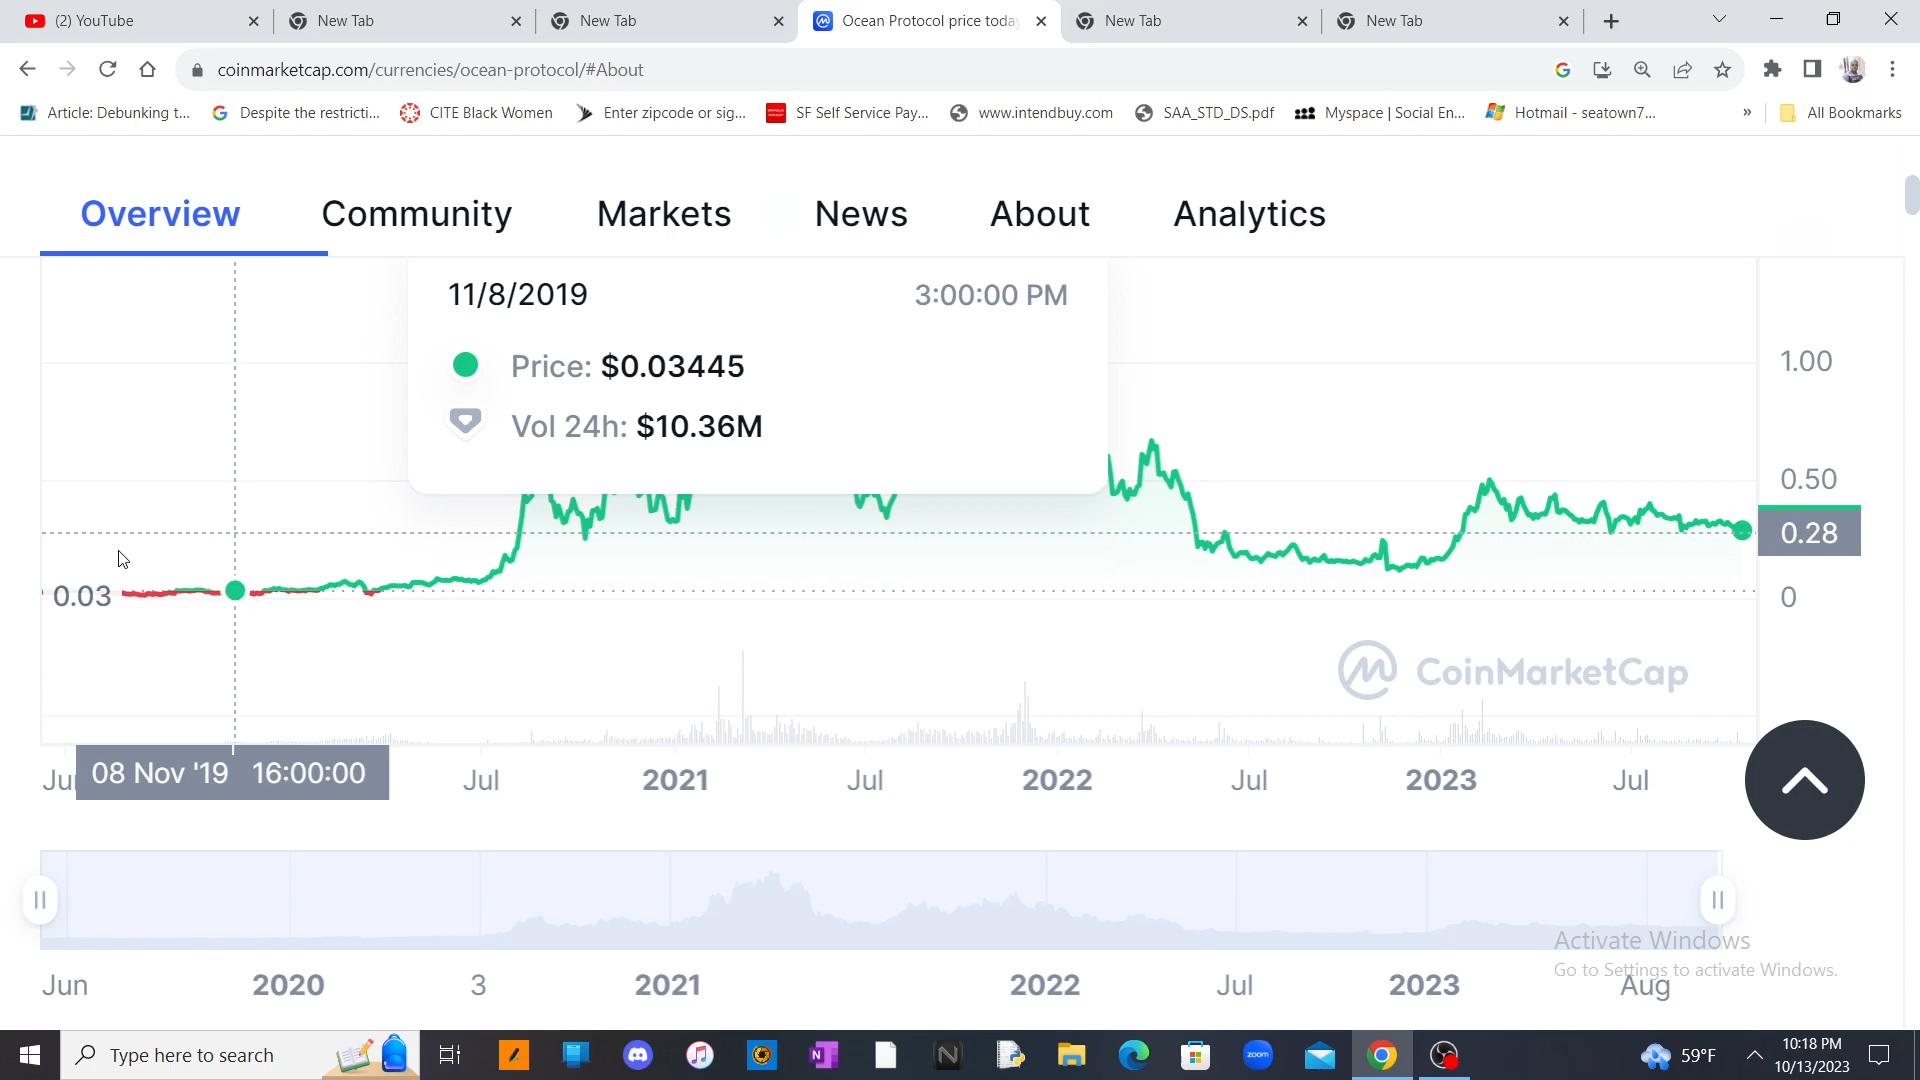 (2) YouTube
New Tab
New Tab
Ocean Protocol price today
New Tab
New Tab
coinmarketcap.com/currencies/ocean-protocol/#About
Article: Debunking t...
Despite the restricti...
CITE Black Women
Enter zipcode or sig...
SF Self Service Pay...
www.intendbuy.com
SAA_STD_DS.pdf
Myspace | Social En...
Hotmail - seatown7...
»
All Bookmarks
Overview
Community
Markets
News
About
Analytics
11/8/2019
3:00:00 PM
Price: $0.03445
Vol 24h: $10.36M
1.00
0.50
0.28
0
0.03
CoinMarketCap
08 Nov '19 16:00:00
Jul
2021
Jul
2022
Jul
2023
Jul
Jun
2020
3
2021
2022
Jul
2023
Aug
Activate Windows
Go to Settings to activate Windows.
Type here to search
zoom
59°F
10:18 PM
10/13/2023